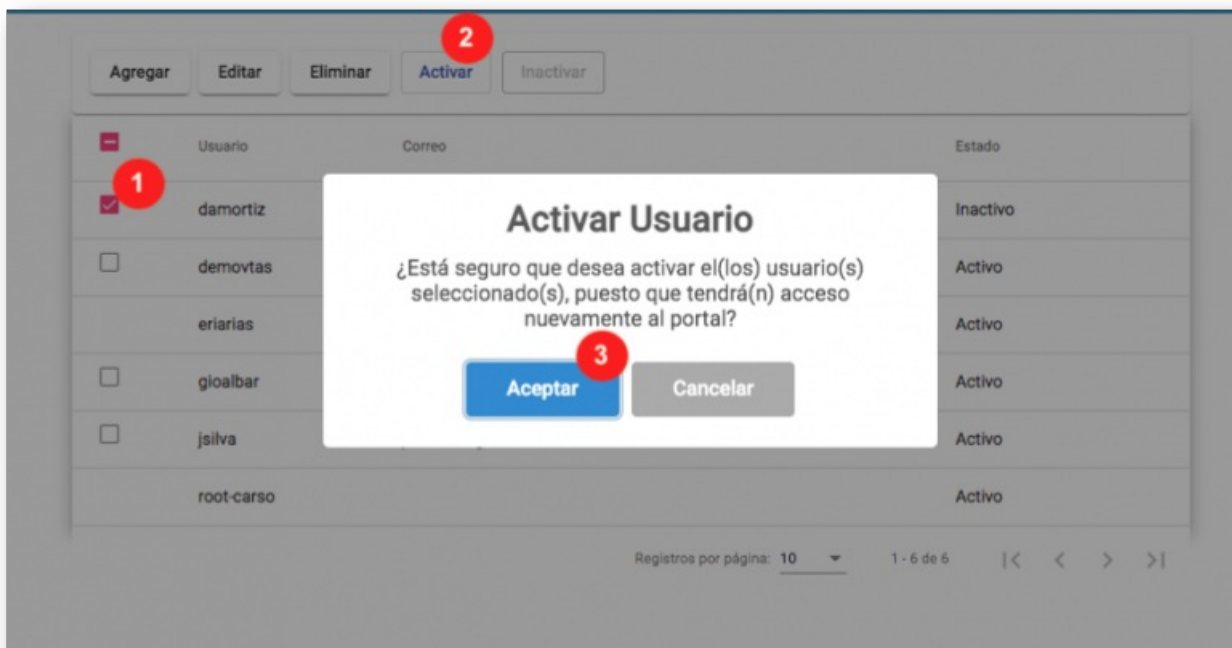 2
Agregar Editar Eliminar Activar Inactivar
Usuario Correo Estado
1
damortiz Inactivo
demovtas Activo
eriarias Activo
gioalbar Activo
jsilva Activo
root-carso Activo
Activar Usuario
¿Está seguro que desea activar el(los) usuario(s)
seleccionado(s), puesto que tendrá(n) acceso
nuevamente al portal?
3
Aceptar Cancelar
Registros por página: 10 1 - 6 de 6